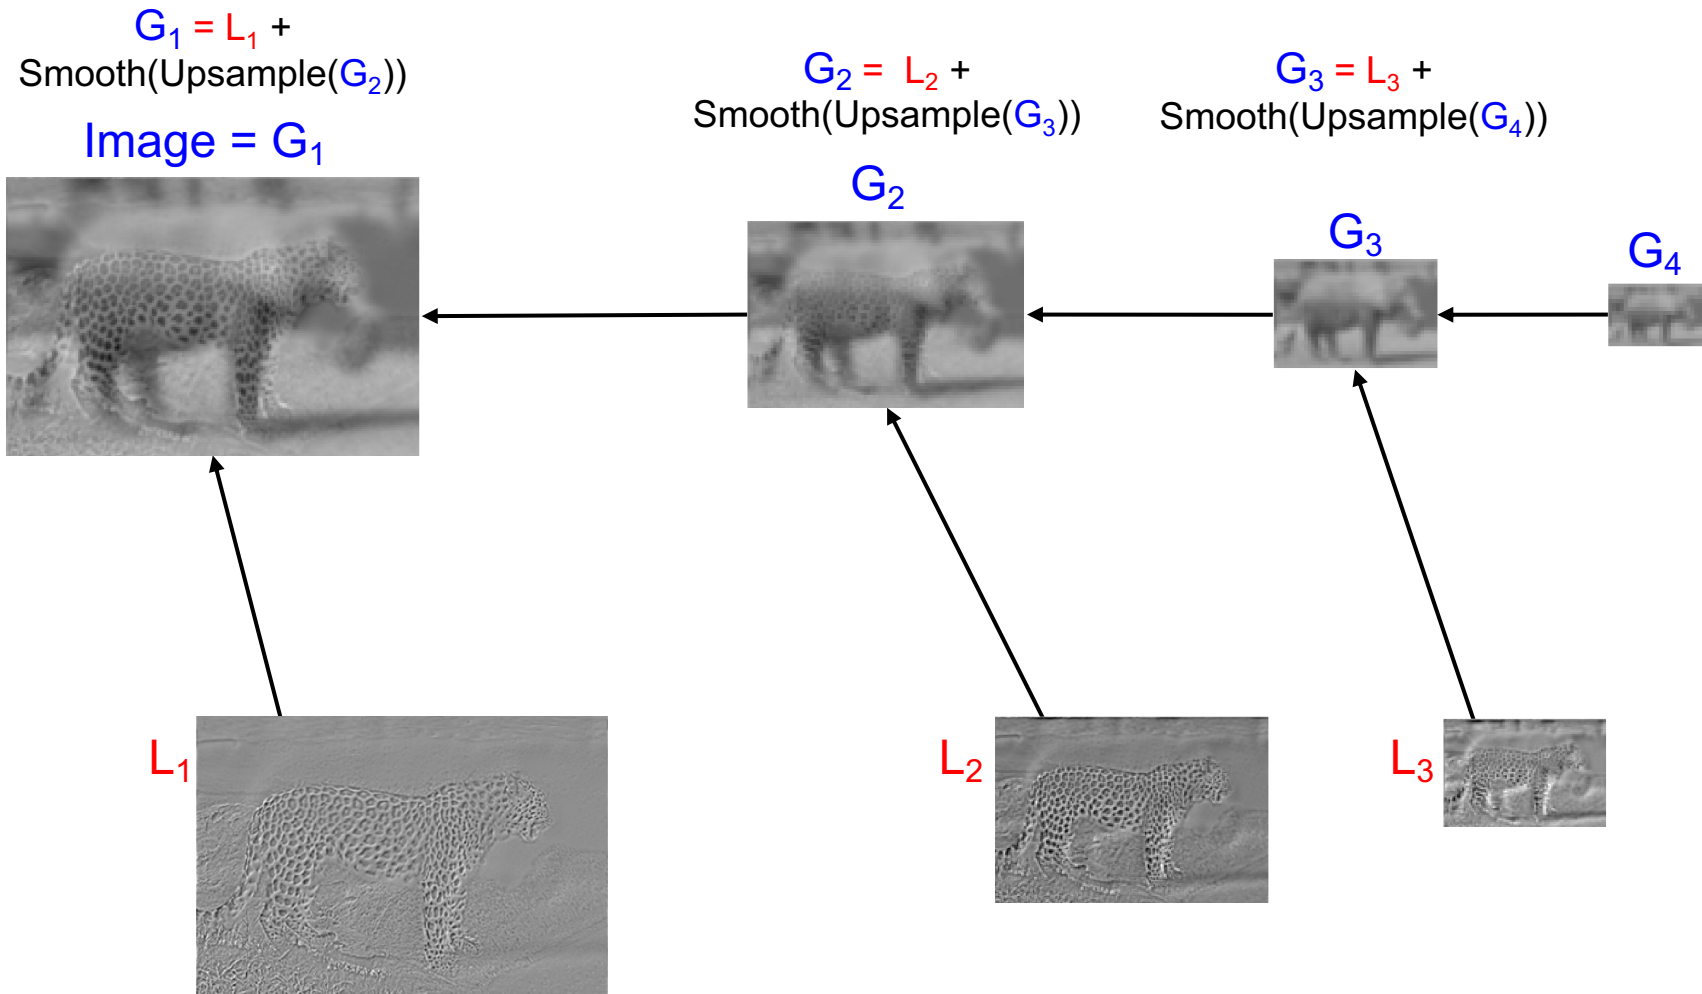 G₁ = L₁ +
Smooth(Upsample(G₂))
Image = G₁
G₂ = L₂ +
Smooth(Upsample(G₃))
G₂
G₃ = L₃ +
Smooth(Upsample(G₄))
G₃
G₄
L₁
L₂
L₃